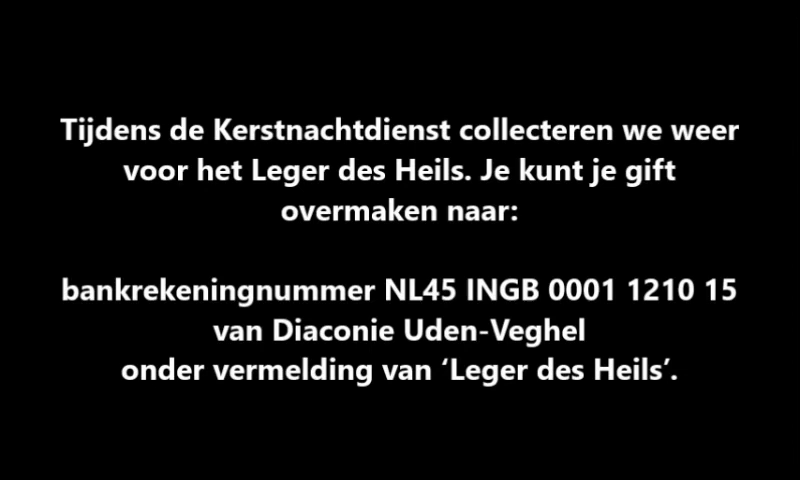 Tijdens de Kerstnachtdienst collecteren we weer
voor het Leger des Heils. Je kunt je gift
overmaken naar:
bankrekeningnummer NL45 INGB 0001 1210 15
van Diaconie Uden-Veghel
onder vermelding van ‘Leger des Heils’.